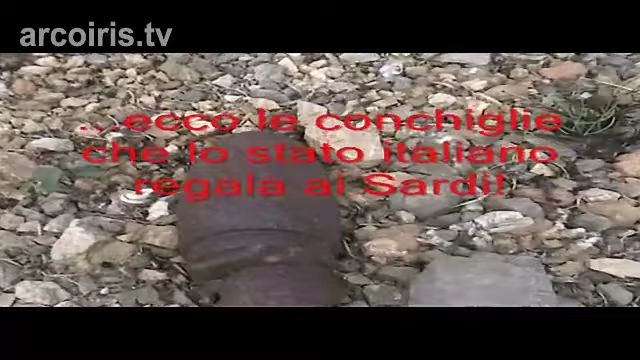 arcoiris.tv
...ecco le conchiglie
che lo stato italiano
regala ai Sardi!